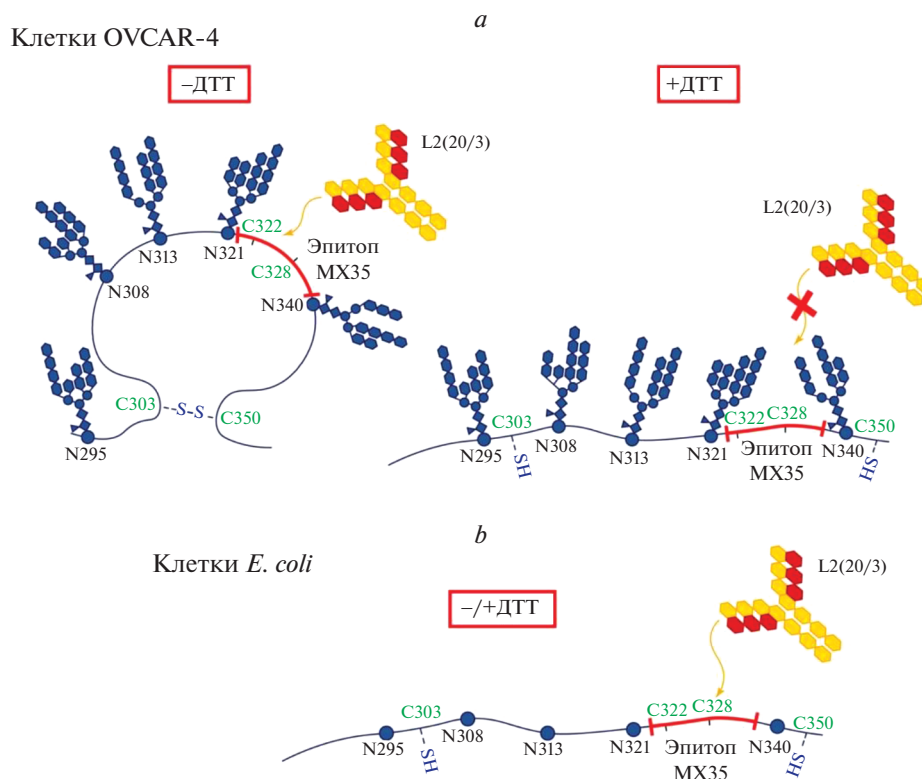 a
Клетки OVCAR-4
–ДТТ
+ДТТ
L2(20/3)
L2(20/3)
N313
N321
C322
C328
Эпитоп
MX35
N308
N340
C303
--S-S--
C350
N295
N295
C303
SH
N308
N313
N321
C322
C328
Эпитоп
MX35
N340
C350
SH
b
Клетки E. coli
–/+ДТТ
L2(20/3)
N295
C303
SH
N308
N313
N321
C322
C328
Эпитоп
MX35
N340
C350
SH